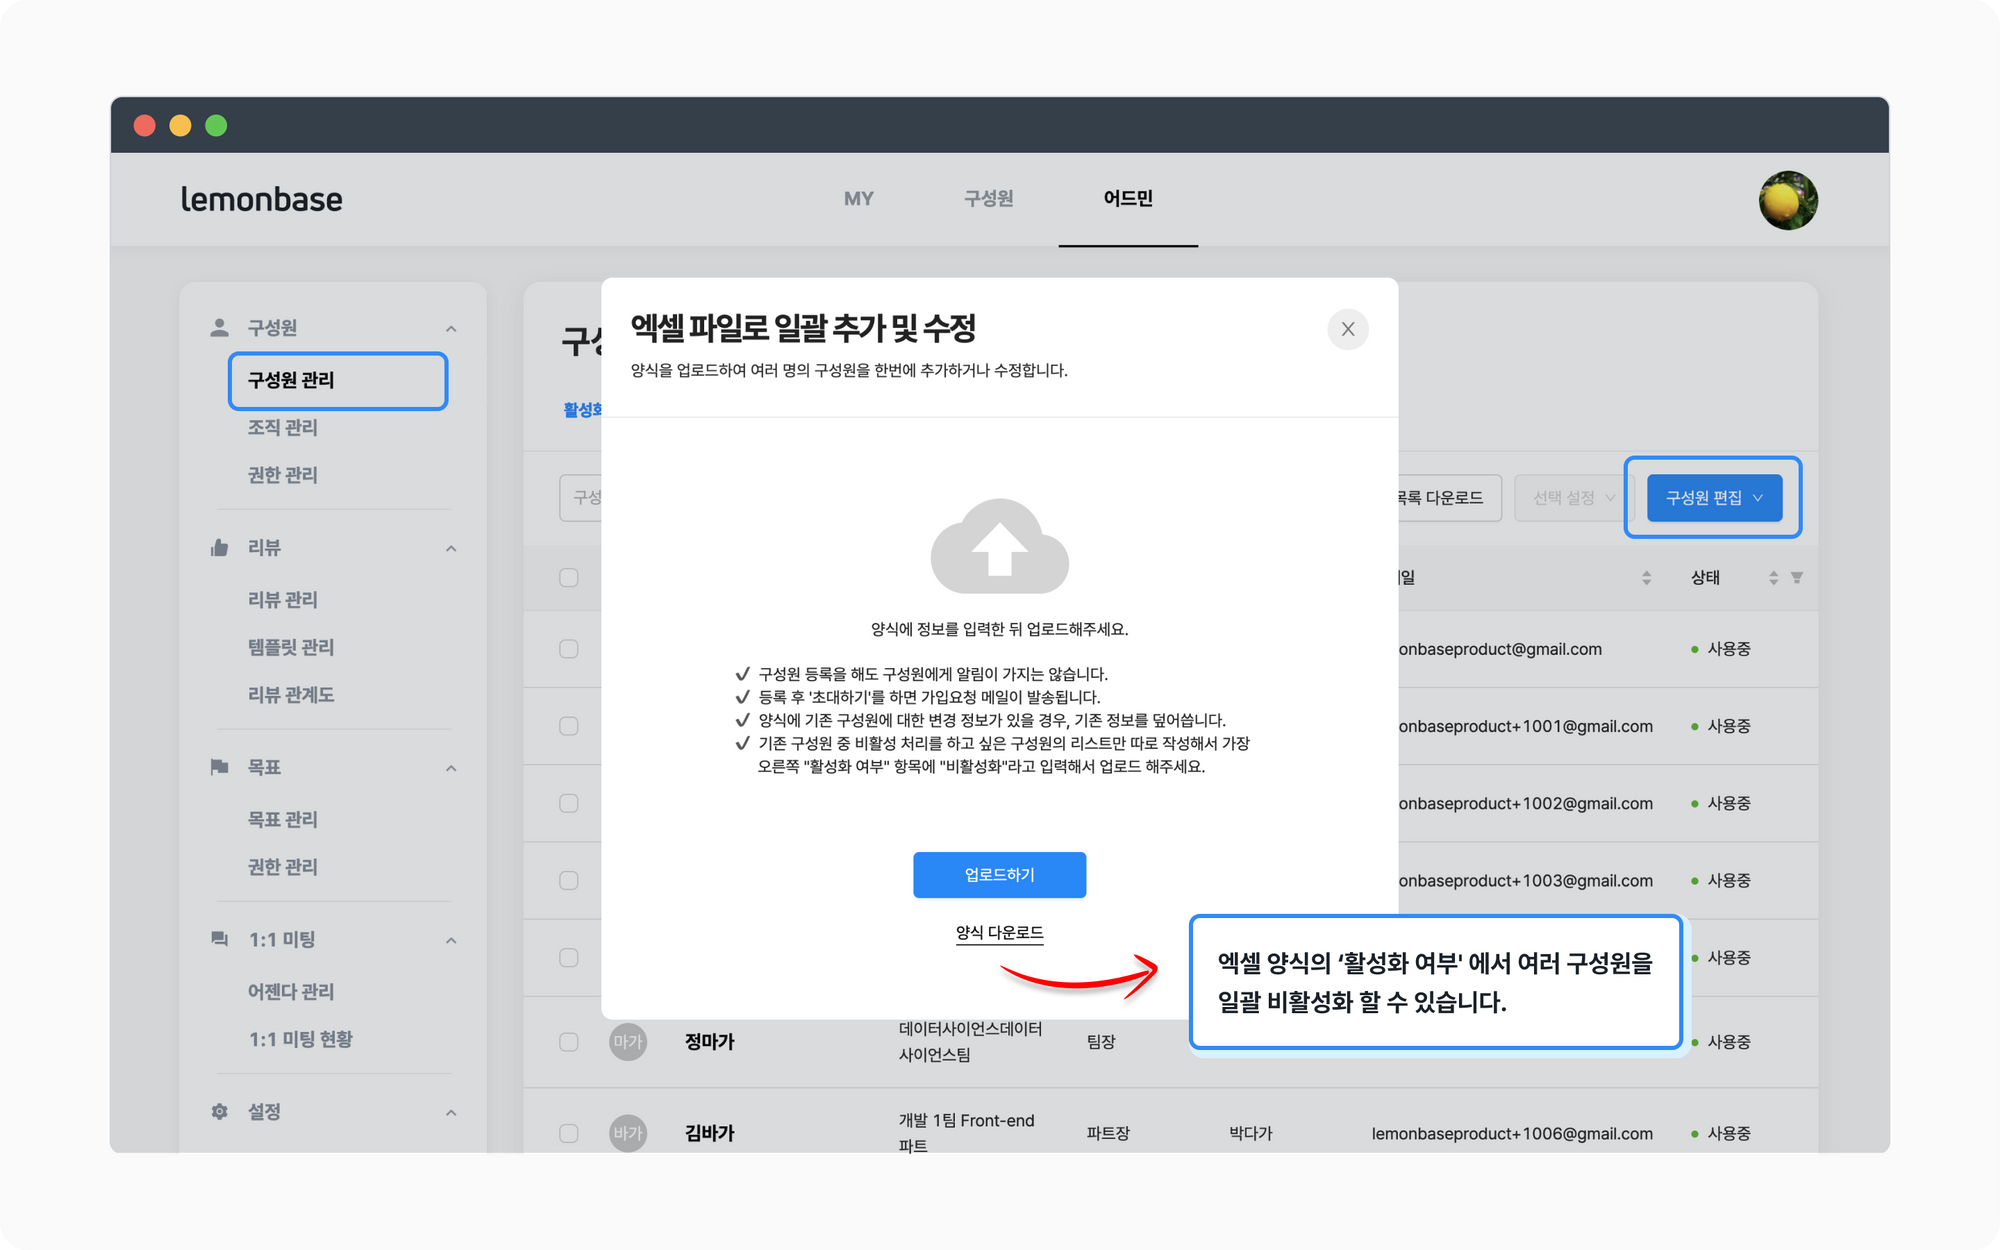 lemonbase
MY
구성원
어드민
구성원
구성원 관리
조직 관리
권한 관리
리뷰
리뷰 관리
템플릿 관리
리뷰 관계도
목표
목표 관리
권한 관리
1:1 미팅
어젠다 관리
1:1 미팅 현황
설정
엑셀 파일로 일괄 추가 및 수정
X
양식을 업로드하여 여러 명의 구성원을 한번에 추가하거나 수정합니다.
양식에 정보를 입력한 뒤 업로드해주세요.
✓ 구성원 등록을 해도 구성원에게 알림이 가지는 않습니다.
✓ 등록 후 '초대하기'를 하면 가입요청 메일이 발송됩니다.
✓ 양식에 기존 구성원에 대한 변경 정보가 있을 경우, 기존 정보를 덮어씁니다.
✓ 기존 구성원 중 비활성 처리를 하고 싶은 구성원의 리스트만 따로 작성해서 가장
오른쪽 "활성화 여부" 항목에 "비활성화"라고 입력해서 업로드 해주세요.
업로드하기
양식 다운로드
엑셀 양식의 ‘활성화 여부' 에서 여러 구성원을
일괄 비활성화 할 수 있습니다.
구성
활성화
구성
목록 다운로드
선택 설정
구성원 편집
일
상태
onbaseproduct@gmail.com
사용중
onbaseproduct+1001@gmail.com
사용중
onbaseproduct+1002@gmail.com
사용중
onbaseproduct+1003@gmail.com
사용중
사용중
마가
정마가
데이터사이언스데이터
사이언스팀
팀장
사용중
바가
김바가
개발 1팀 Front-end
파트
파트장
박다가
lemonbaseproduct+1006@gmail.com
사용중